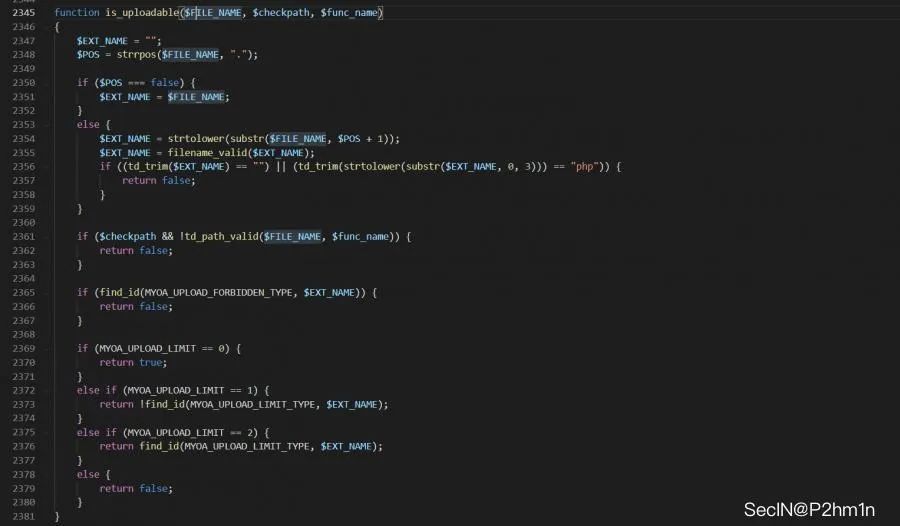 2345 function is_uploadable($FILE_NAME, $checkpath, $func_name)
2346 {
2347 $EXT_NAME = "";
2348 $POS = strrpos($FILE_NAME, ".");
2349
2350 if ($POS === false) {
2351 $EXT_NAME = $FILE_NAME;
2352 }
2353 else {
2354 $EXT_NAME = strtolower(substr($FILE_NAME, $POS + 1));
2355 $EXT_NAME = filename_valid($EXT_NAME);
2356 if ((td_trim($EXT_NAME) == "") || (td_trim(strtolower(substr($EXT_NAME, 0, 3))) == "php")) {
2357 return false;
2358 }
2359 }
2360
2361 if ($checkpath && !td_path_valid($FILE_NAME, $func_name)) {
2362 return false;
2363 }
2364
2365 if (find_id(MYOA_UPLOAD_FORBIDDEN_TYPE, $EXT_NAME)) {
2366 return false;
2367 }
2368
2369 if (MYOA_UPLOAD_LIMIT == 0) {
2370 return true;
2371 }
2372 else if (MYOA_UPLOAD_LIMIT == 1) {
2373 return !find_id(MYOA_UPLOAD_LIMIT_TYPE, $EXT_NAME);
2374 }
2375 else if (MYOA_UPLOAD_LIMIT == 2) {
2376 return find_id(MYOA_UPLOAD_LIMIT_TYPE, $EXT_NAME);
2377 }
2378 else {
2379 return false;
2380 }
2381 }
SecIN@P2hm1n